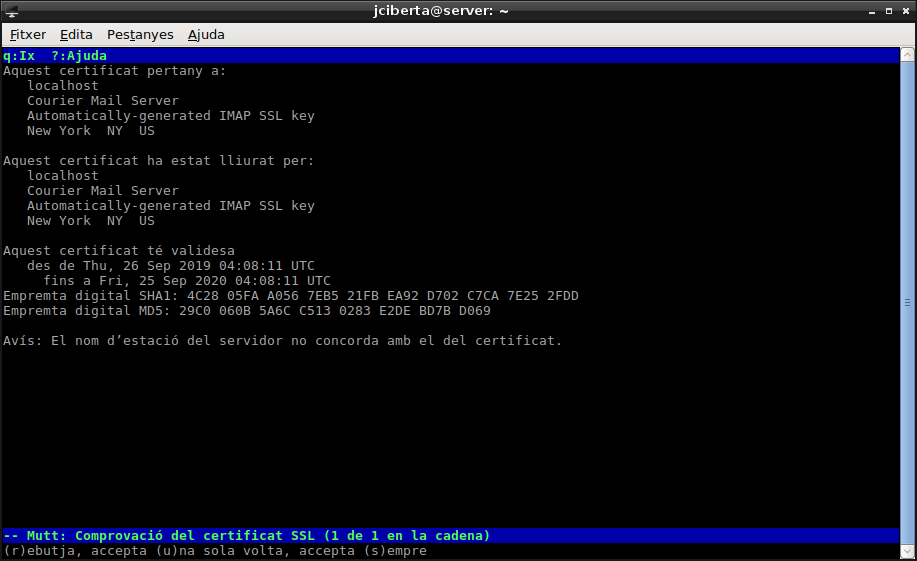 jciberta@server: ~
Fitxer Edita Pestanyes Ajuda
q:Ix  ?:Ajuda
Aquest certificat pertany a:
   localhost
   Courier Mail Server
   Automatically-generated IMAP SSL key
   New York  NY  US
Aquest certificat ha estat lliurat per:
   localhost
   Courier Mail Server
   Automatically-generated IMAP SSL key
   New York  NY  US
Aquest certificat té validesa
   des de Thu, 26 Sep 2019 04:08:11 UTC
     fins a Fri, 25 Sep 2020 04:08:11 UTC
Empremta digital SHA1: 4C28 05FA A056 7EB5 21FB EA92 D702 C7CA 7E25 2FDD
Empremta digital MD5: 29C0 060B 5A6C C513 0283 E2DE BD7B D069
Avís: El nom d’estació del servidor no concorda amb el del certificat.
-- Mutt: Comprovació del certificat SSL (1 de 1 en la cadena)
(r)ebutja, accepta (u)na sola volta, accepta (s)empre